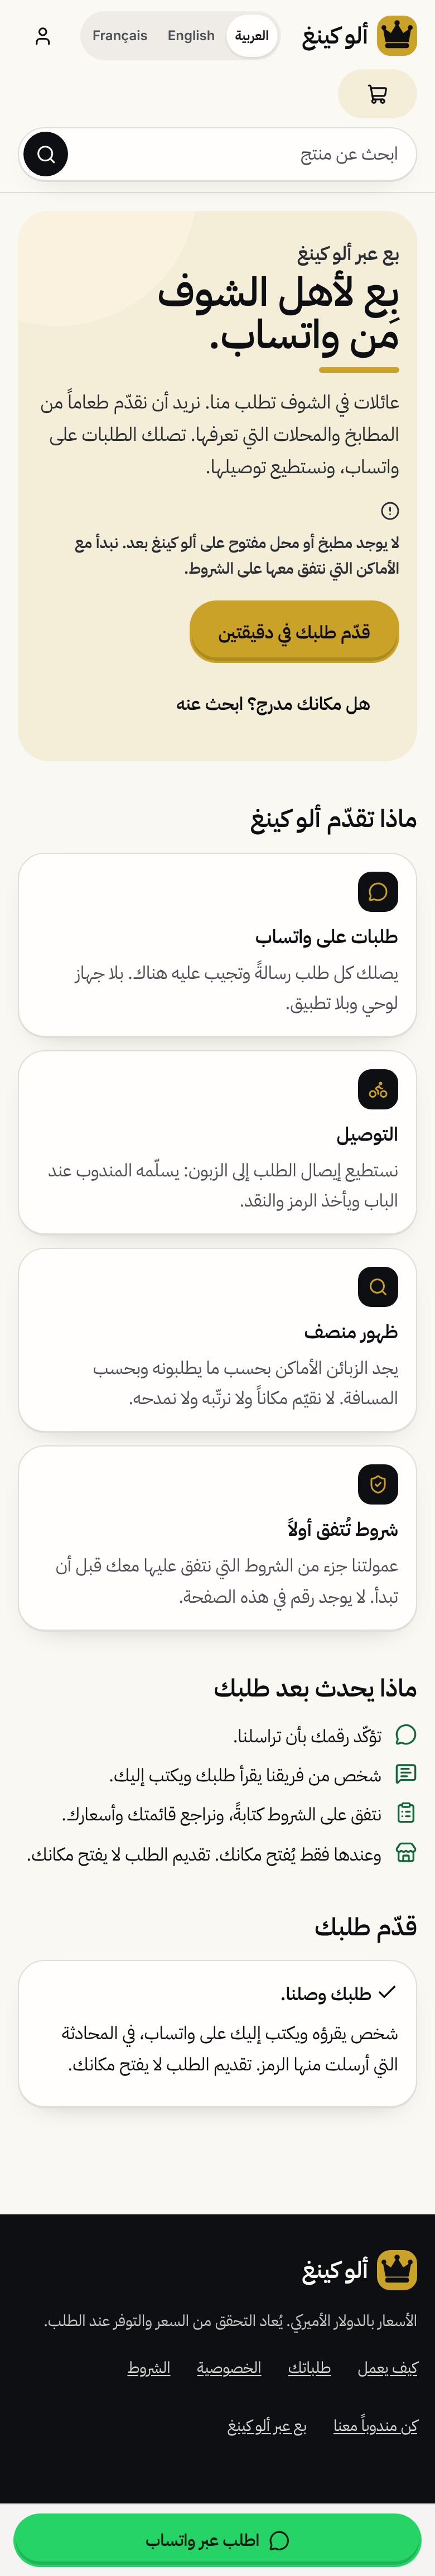 ألو كينغ
العربية
English
Français
ابحث عن منتج
بع عبر ألو كينغ
بِع لأهل الشوف
من واتساب.
عائلات في الشوف تطلب منا. نريد أن نقدّم طعاماً من
المطابخ والمحلات التي تعرفها. تصلك الطلبات على
واتساب، ونستطيع توصيلها.
لا يوجد مطبخ أو محل مفتوح على ألو كينغ بعد. نبدأ مع
الأماكن التي نتفق معها على الشروط.
قدّم طلبك في دقيقتين
هل مكانك مدرج؟ ابحث عنه
ماذا تقدّم ألو كينغ
طلبات على واتساب
يصلك كل طلب رسالةً وتجيب عليه هناك. بلا جهاز
لوحي وبلا تطبيق.
التوصيل
نستطيع إيصال الطلب إلى الزبون: يسلّمه المندوب عند
الباب ويأخذ الرمز والنقد.
ظهور منصف
يجد الزبائن الأماكن بحسب ما يطلبونه وبحسب
المسافة. لا نقيّم مكاناً ولا نرتّبه ولا نمدحه.
شروط تُتفق أولاً
عمولتنا جزء من الشروط التي نتفق عليها معك قبل أن
تبدأ. لا يوجد رقم في هذه الصفحة.
ماذا يحدث بعد طلبك
تؤكّد رقمك بأن تراسلنا.
شخص من فريقنا يقرأ طلبك ويكتب إليك.
نتفق على الشروط كتابةً، ونراجع قائمتك وأسعارك.
وعندها فقط يُفتح مكانك. تقديم الطلب لا يفتح مكانك.
قدّم طلبك
طلبك وصلنا.
شخص يقرؤه ويكتب إليك على واتساب، في المحادثة
التي أرسلت منها الرمز. تقديم الطلب لا يفتح مكانك.
ألو كينغ
الأسعار بالدولار الأميركي. يُعاد التحقق من السعر والتوفر عند الطلب.
كيف يعمل
طلباتك
الخصوصية
الشروط
كن مندوباً معنا
بع عبر ألو كينغ
اطلب عبر واتساب